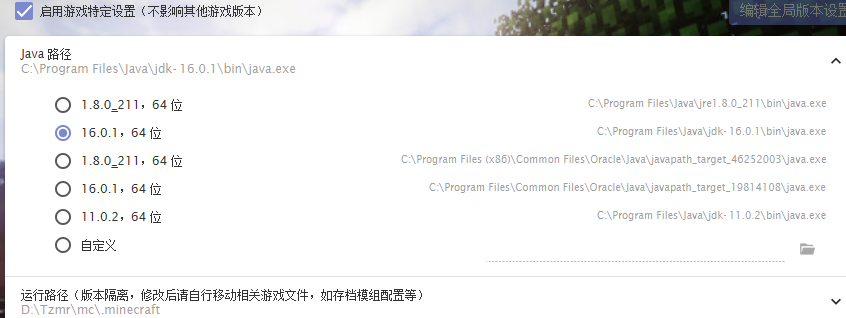 启用游戏特定设置（不影响其他游戏版本）
编辑全局版本设置
Java 路径
C:\Program Files\Java\jdk-16.0.1\bin\java.exe
1.8.0_211，64 位 C:\Program Files\Java\jre1.8.0_211\bin\java.exe
16.0.1，64 位 C:\Program Files\Java\jdk-16.0.1\bin\java.exe
1.8.0_211，64 位 C:\Program Files (x86)\Common Files\Oracle\Java\javapath_target_46252003\java.exe
16.0.1，64 位 C:\Program Files\Common Files\Oracle\Java\javapath_target_19814108\java.exe
11.0.2，64 位 C:\Program Files\Java\jdk-11.0.2\bin\java.exe
自定义
运行路径（版本隔离，修改后请自行移动相关游戏文件，如存档模组配置等）
D:\Tzmr\mc\.minecraft